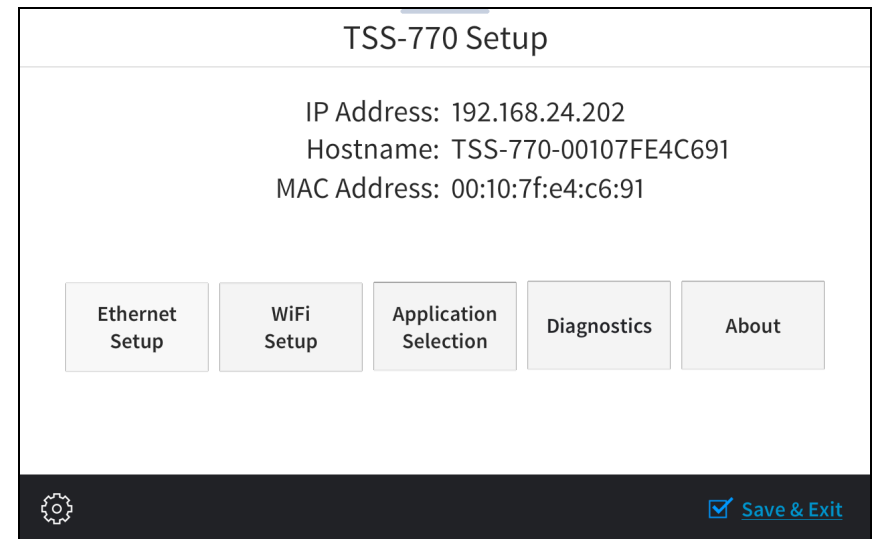 TSS-770 Setup
IP Address: 192.168.24.202
Hostname: TSS-770-00107FE4C691
MAC Address: 00:10:7f:e4:c6:91
Ethernet
Setup
WiFi
Setup
Application
Selection
Diagnostics
About
Save & Exit